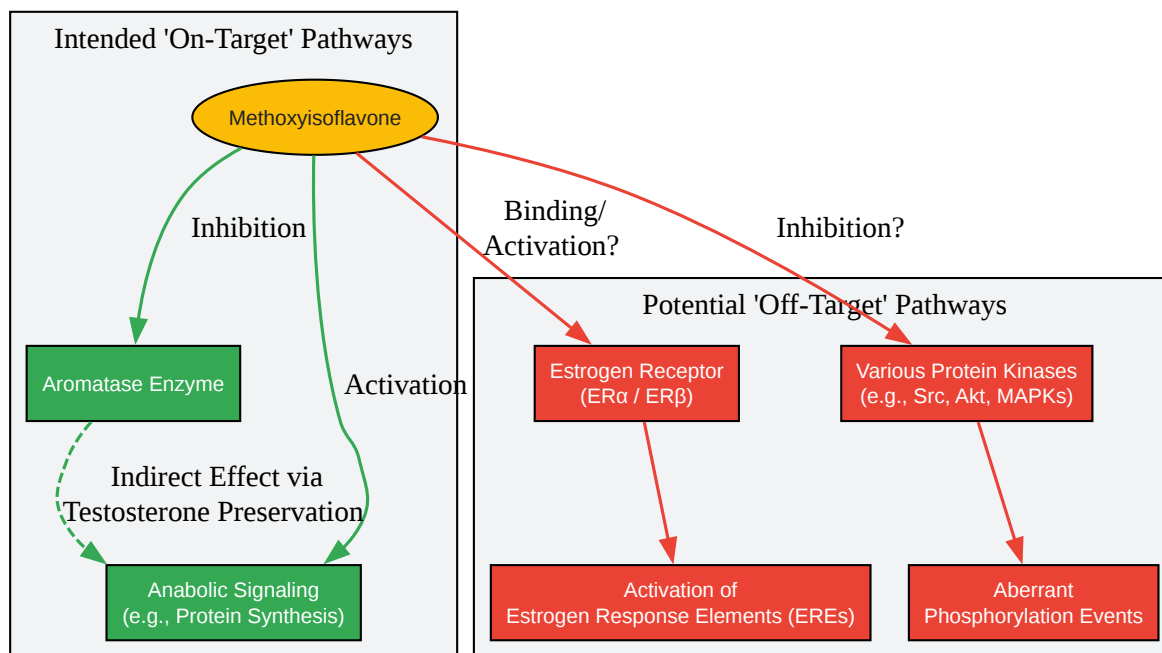 Intended 'On-Target' Pathways
Methoxyisoflavone
Inhibition
Binding/
Activation?
Inhibition?
Potential 'Off-Target' Pathways
Aromatase Enzyme
Activation
Estrogen Receptor
(ERα / ERβ)
Various Protein Kinases
(e.g., Src, Akt, MAPKs)
Indirect Effect via
Testosterone Preservation
Anabolic Signaling
(e.g., Protein Synthesis)
Activation of
Estrogen Response Elements (EREs)
Aberrant
Phosphorylation Events